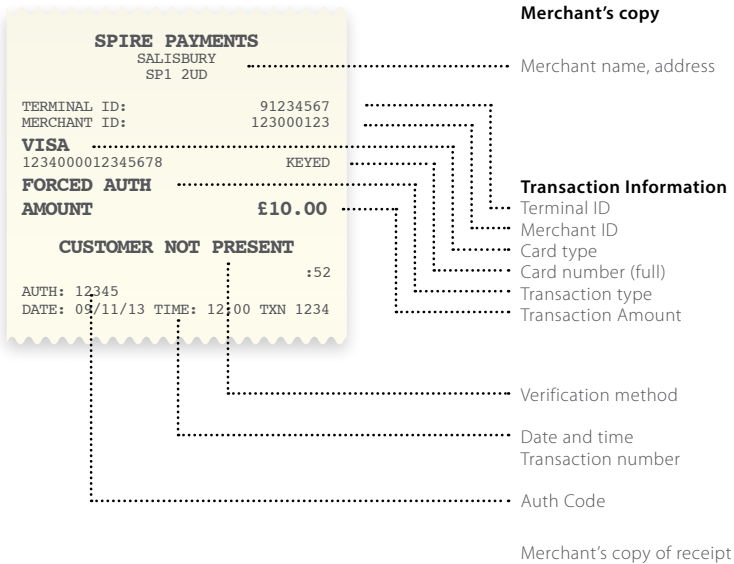 Merchant's copy
SPIRE PAYMENTS
SALISBURY
SP1 2UD
Merchant name, address
TERMINAL ID: 91234567
MERCHANT ID: 123000123
VISA
1234000012345678 KEYED
FORCED AUTH
AMOUNT £10.00
CUSTOMER NOT PRESENT
:52
AUTH: 12345
DATE: 09/11/13 TIME: 12:00 TXN 1234
Transaction Information
Terminal ID
Merchant ID
Card type
Card number (full)
Transaction type
Transaction Amount
Verification method
Date and time
Transaction number
Auth Code
Merchant's copy of receipt